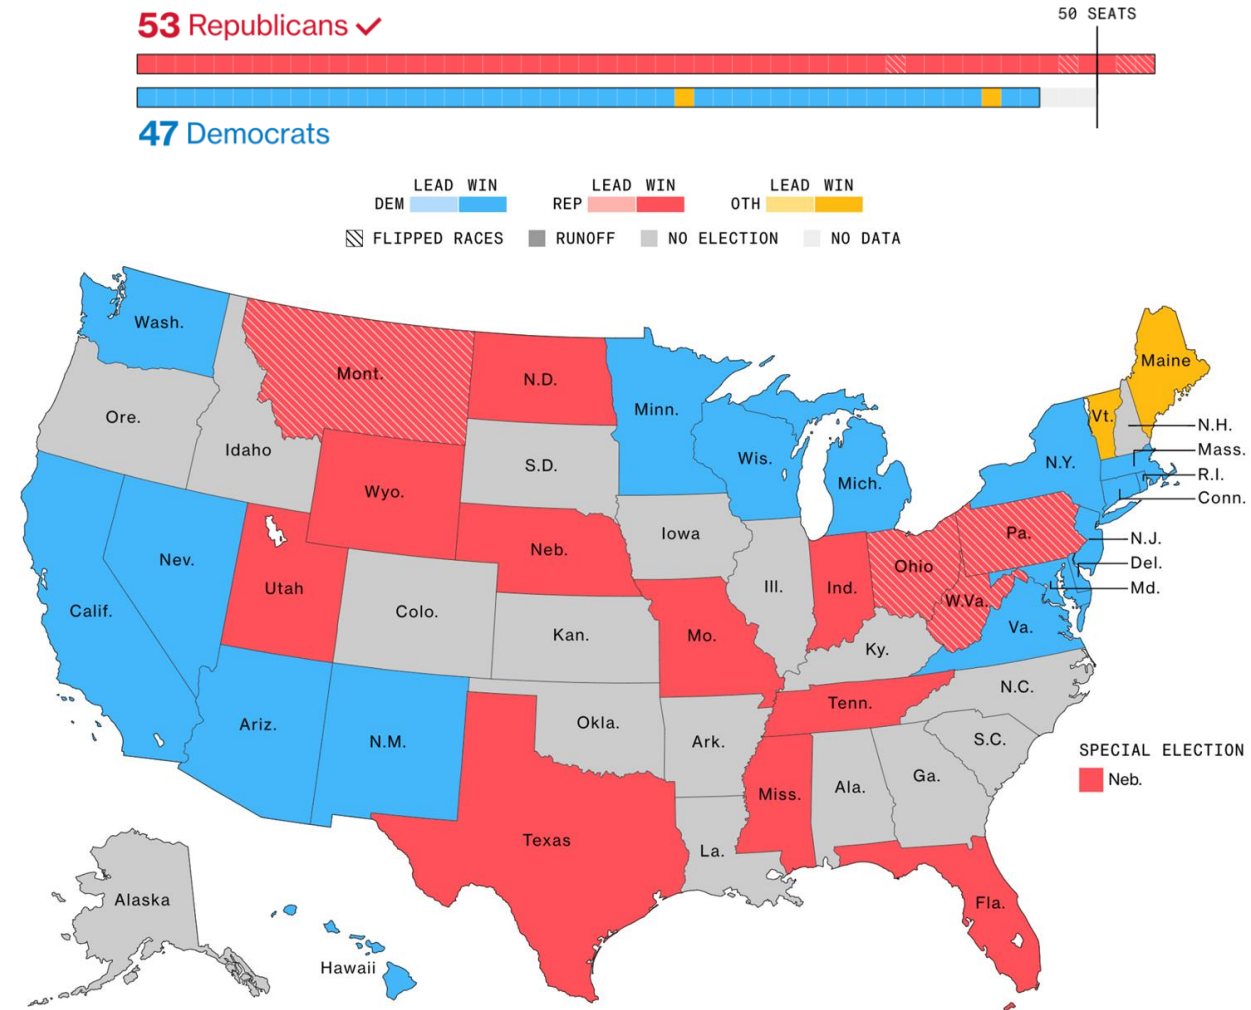 53 Republicans ✓
50 SEATS
47 Democrats
LEAD WIN LEAD WIN LEAD WIN
DEM REP OTH
FLIPPED RACES RUNOFF NO ELECTION NO DATA
Wash.
Mont.
N.D.
Minn.
Maine
Ore.
Idaho
S.D.
Wis.
Mich.
N.Y.
Vt.
N.H.
Mass.
R.I.
Conn.
Wyo.
Nev.
Utah
Neb.
Iowa
Ill.
Ind.
Ohio
Pa.
N.J.
Del.
Md.
W.Va.
Calif.
Colo.
Kan.
Mo.
Ky.
Va.
Ariz.
N.M.
Okla.
Ark.
Tenn.
N.C.
S.C.
SPECIAL ELECTION
Neb.
Texas
La.
Miss.
Ala.
Ga.
Fla.
Alaska
Hawaii